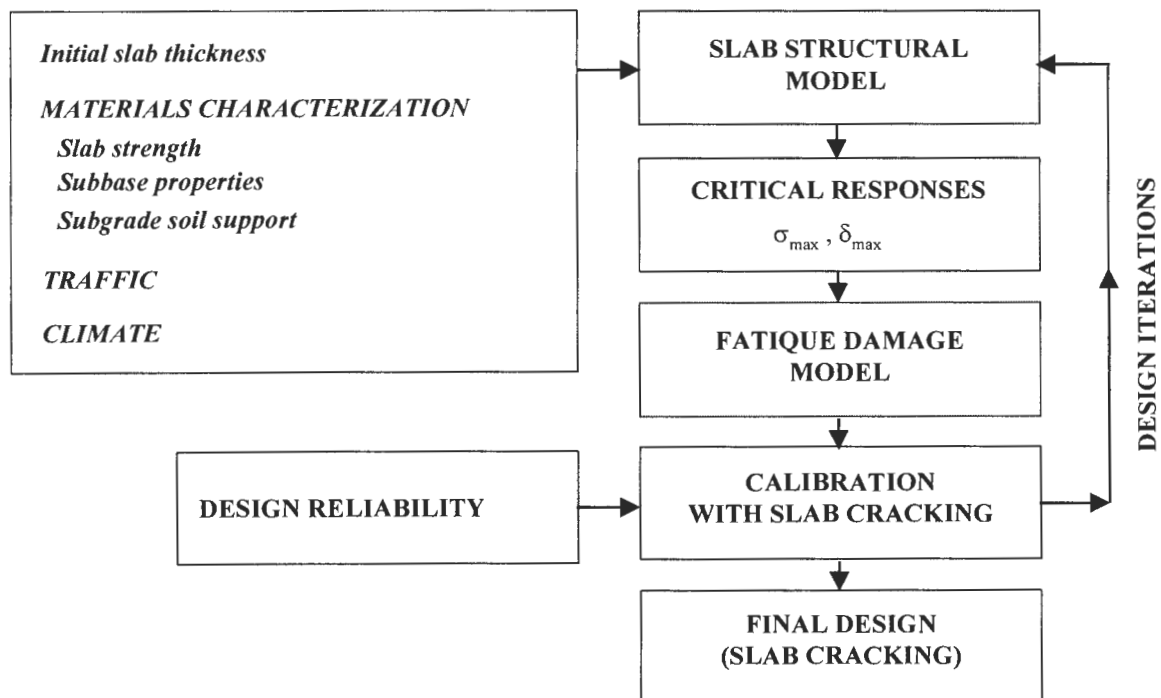 Initial slab thickness
MATERIALS CHARACTERIZATION
Slab strength
Subbase properties
Subgrade soil support
TRAFFIC
CLIMATE
SLAB STRUCTURAL
MODEL
CRITICAL RESPONSES
σmax , δmax
FATIQUE DAMAGE
MODEL
DESIGN RELIABILITY
CALIBRATION
WITH SLAB CRACKING
FINAL DESIGN
(SLAB CRACKING)
DESIGN ITERATIONS